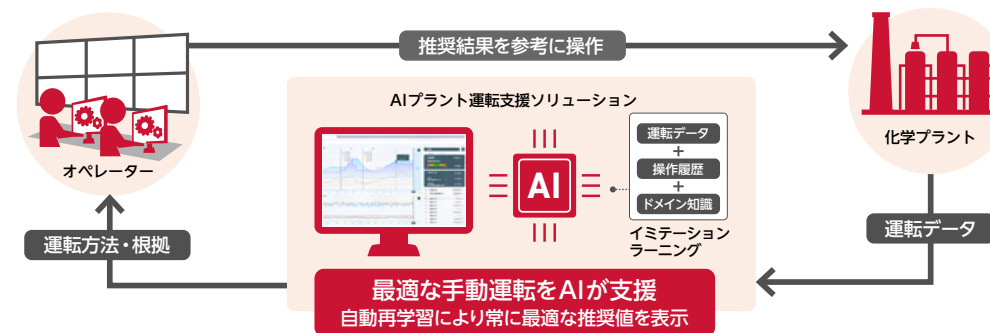 推奨結果を参考に操作
オペレーター
AIプラント運転支援ソリューション
AI
運転データ
+
操作履歴
+
ドメイン知識
イミテーション
ラーニング
化学プラント
運転方法・根拠
運転データ
最適な手動運転をAIが支援
自動再学習により常に最適な推奨値を表示